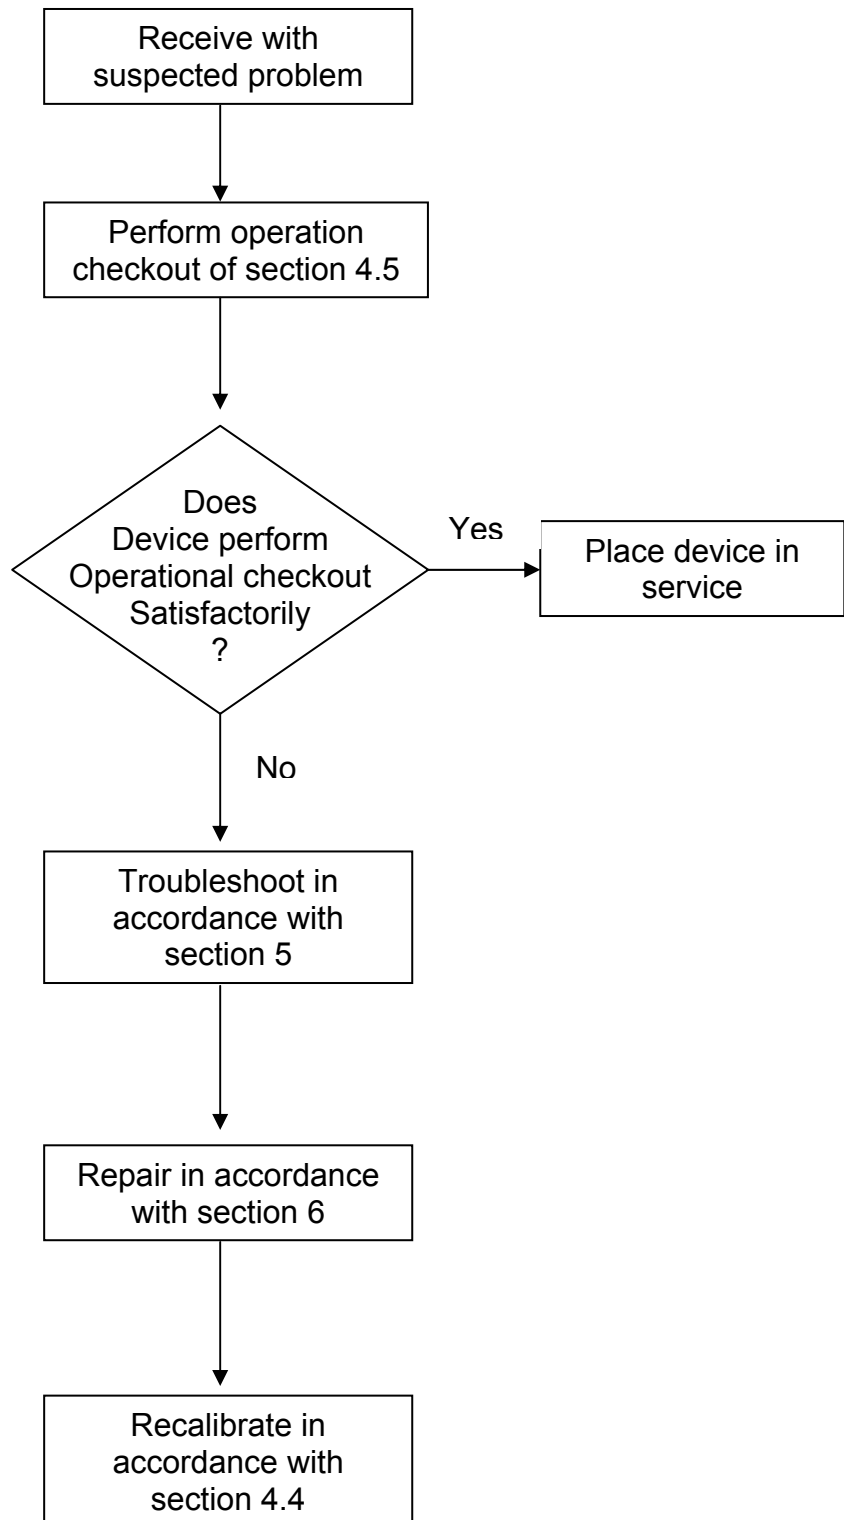 Receive with
suspected problem
Perform operation
checkout of section 4.5
Does
Device perform
Operational checkout
Satisfactorily
?
Yes
Place device in
service
No
Troubleshoot in
accordance with
section 5
Repair in accordance
with section 6
Recalibrate in
accordance with
section 4.4